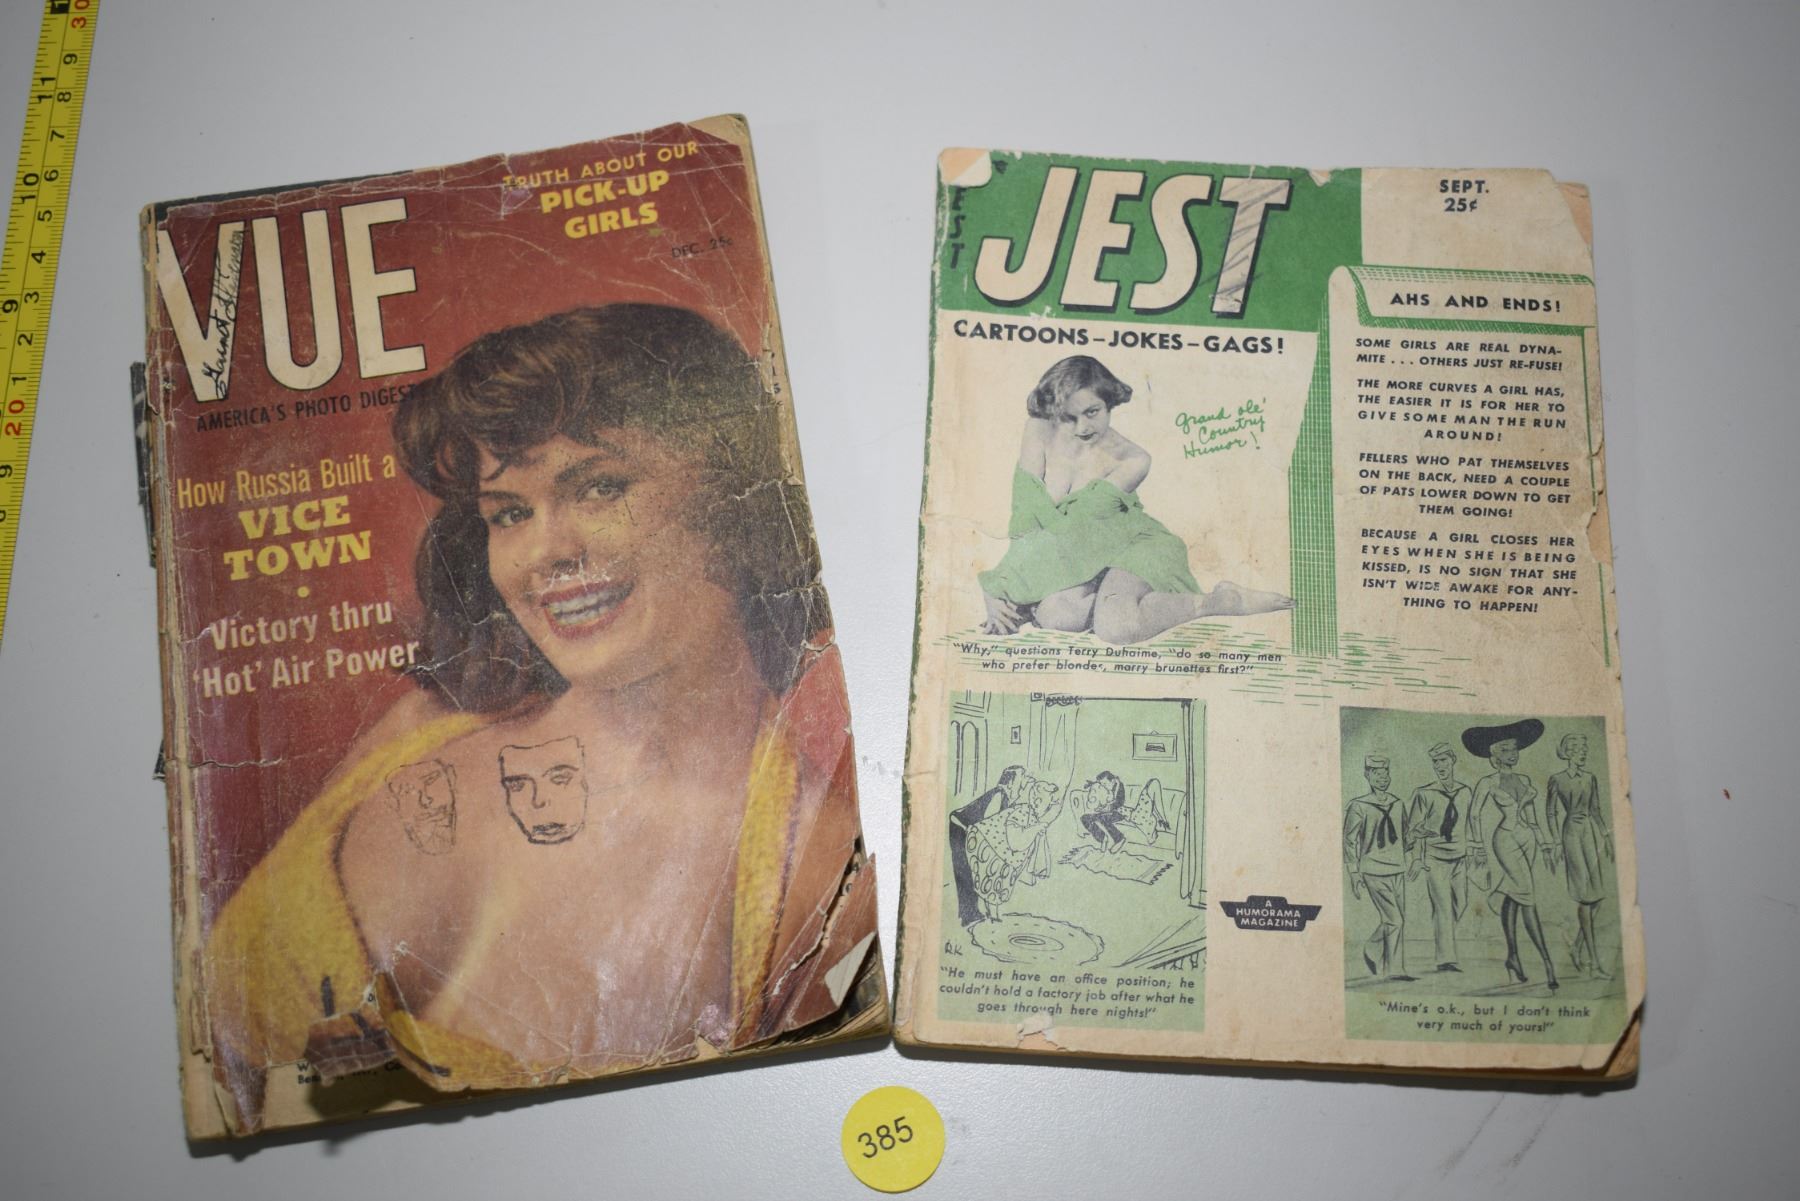 VUE
AMERICA'S PHOTO DIGEST
TRUTH ABOUT OUR
PICK-UP
GIRLS
DEC. 25¢
How Russia Built a
VICE
TOWN
•
Victory thru
'Hot' Air Power
JEST
JEST
SEPT.
25¢
CARTOONS—JOKES—GAGS!
Grand ole'
Country
Humor!
"Why," questions Terry Duhaime, "do so many men
who prefer blondes, marry brunettes first?"
AHS AND ENDS!
SOME GIRLS ARE REAL DYNA-
MITE . . . OTHERS JUST RE-FUSE!
THE MORE CURVES A GIRL HAS,
THE EASIER IT IS FOR HER TO
GIVE SOME MAN THE RUN
AROUND!
FELLERS WHO PAT THEMSELVES
ON THE BACK, NEED A COUPLE
OF PATS LOWER DOWN TO GET
THEM GOING!
BECAUSE A GIRL CLOSES HER
EYES WHEN SHE IS BEING
KISSED, IS NO SIGN THAT SHE
ISN'T WIDE AWAKE FOR ANY-
THING TO HAPPEN!
RK
"He must have an office position; he
couldn't hold a factory job after what he
goes through here nights!"
A
HUMORAMA
MAGAZINE
"Mine's o.k., but I don't think
very much of yours!"
385